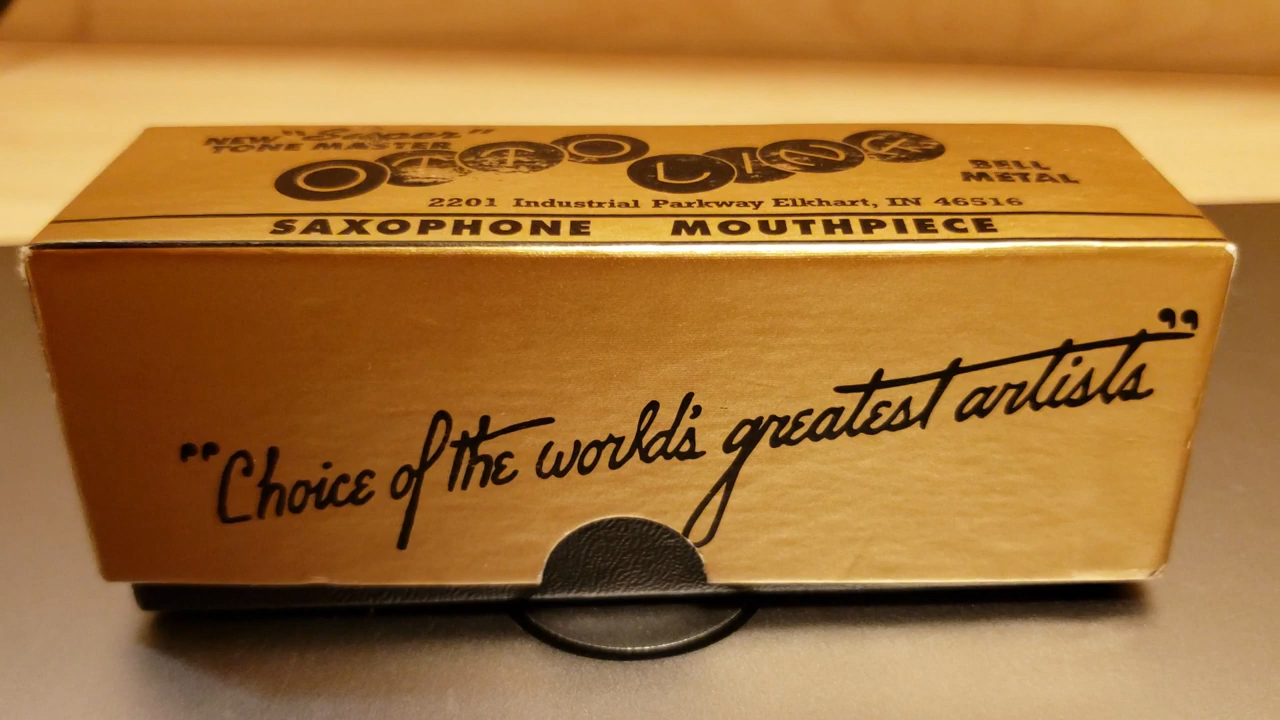 NEW "Super"
TONE MASTER
OTTO LINK
BELL
METAL
2201 Industrial Parkway Elkhart, IN 46516
SAXOPHONE MOUTHPIECE
"Choice of the world's greatest artists"